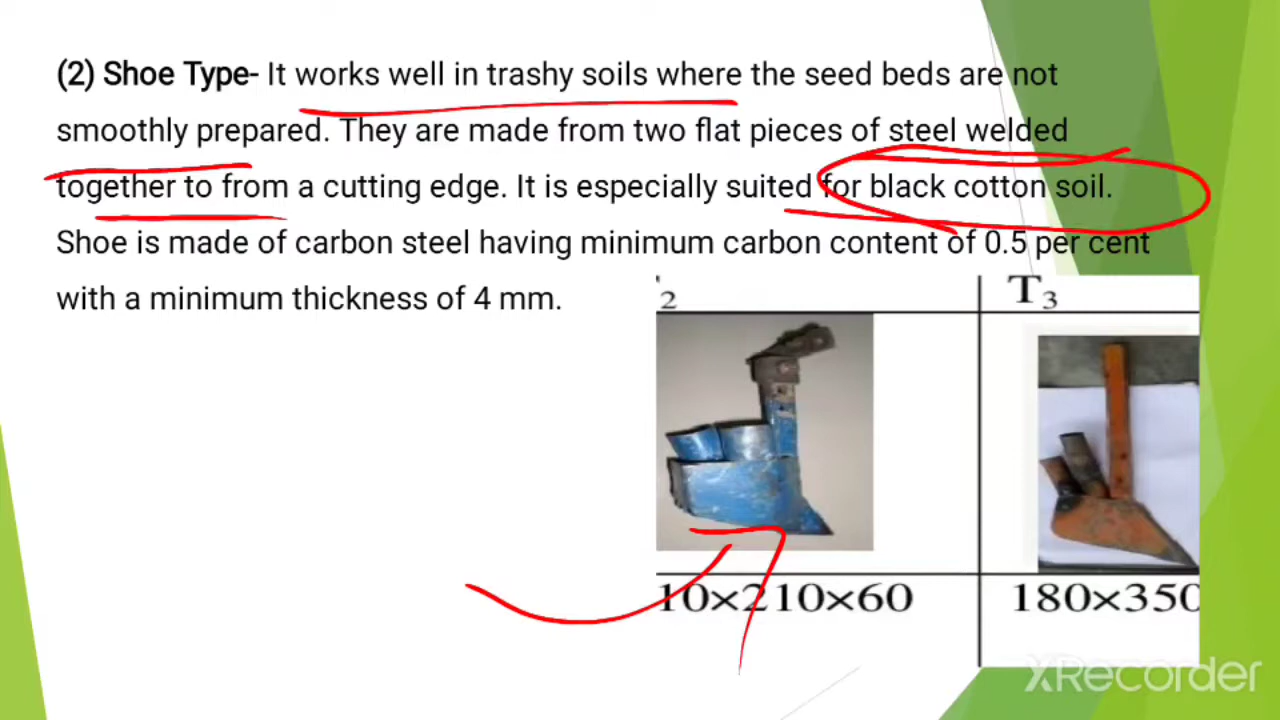 (2) Shoe Type- It works well in trashy soils where the seed beds are not
smoothly prepared. They are made from two flat pieces of steel welded
together to from a cutting edge. It is especially suited for black cotton soil.
Shoe is made of carbon steel having minimum carbon content of 0.5 per cent
with a minimum thickness of 4 mm.
2 T3
10×210×60 180×350
XRecorder